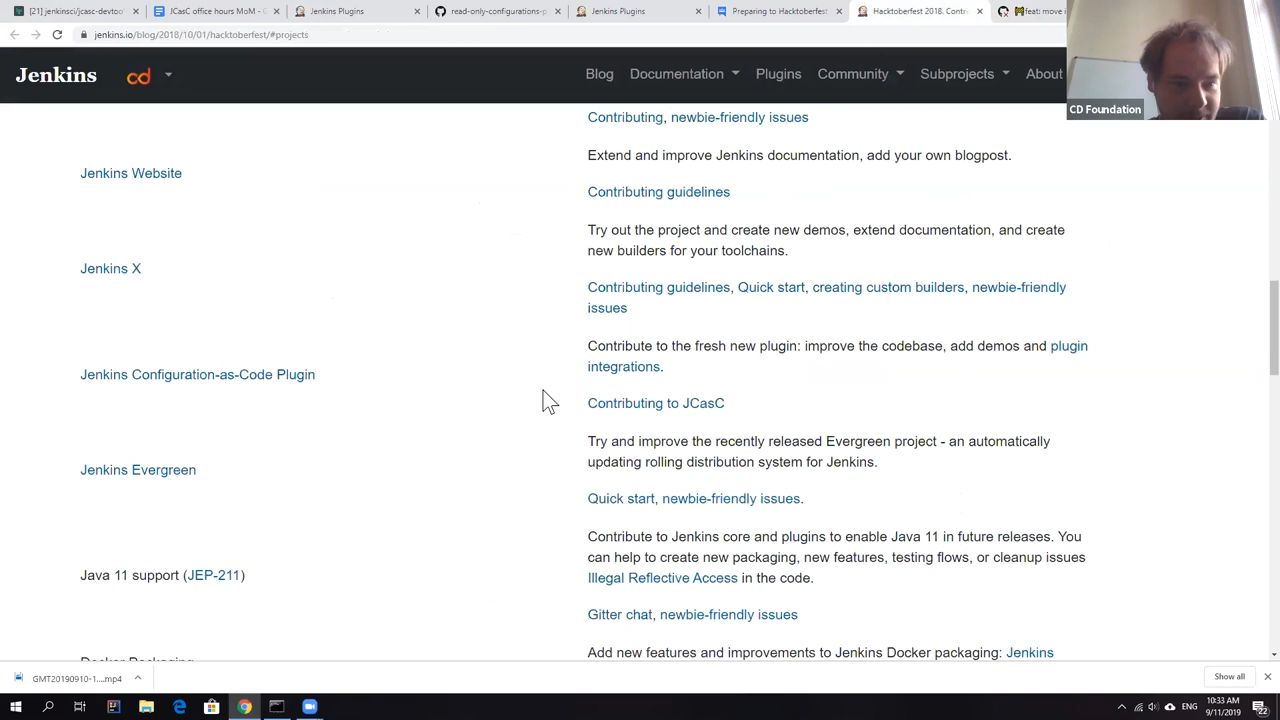 [21] jenkinsci/jcasc-devtool
JCasC office hours MoM - G
Jenkins Plugins
read-only-configurations-p
Jenkins Plugins
Preparing to Hacktoberfest
Hacktoberfest 2018. Contri
feat: move i
jenkins.io/blog/2018/10/01/hacktoberfest/#projects
Jenkins
cd
Blog Documentation Plugins Community Subprojects About
CD Foundation
Contributing, newbie-friendly issues
Jenkins Website
Extend and improve Jenkins documentation, add your own blogpost.
Contributing guidelines
Jenkins X
Try out the project and create new demos, extend documentation, and create
new builders for your toolchains.
Contributing guidelines, Quick start, creating custom builders, newbie-friendly
issues
Jenkins Configuration-as-Code Plugin
Contribute to the fresh new plugin: improve the codebase, add demos and plugin
integrations.
Contributing to JCasC
Jenkins Evergreen
Try and improve the recently released Evergreen project - an automatically
updating rolling distribution system for Jenkins.
Quick start, newbie-friendly issues.
Java 11 support (JEP-211)
Contribute to Jenkins core and plugins to enable Java 11 in future releases. You
can help to create new packaging, new features, testing flows, or cleanup issues
Illegal Reflective Access in the code.
Gitter chat, newbie-friendly issues
Docker Packaging
Add new features and improvements to Jenkins Docker packaging: Jenkins
GMT20190910-1....mp4
Show all
ENG
10:33 AM
9/11/2019
22